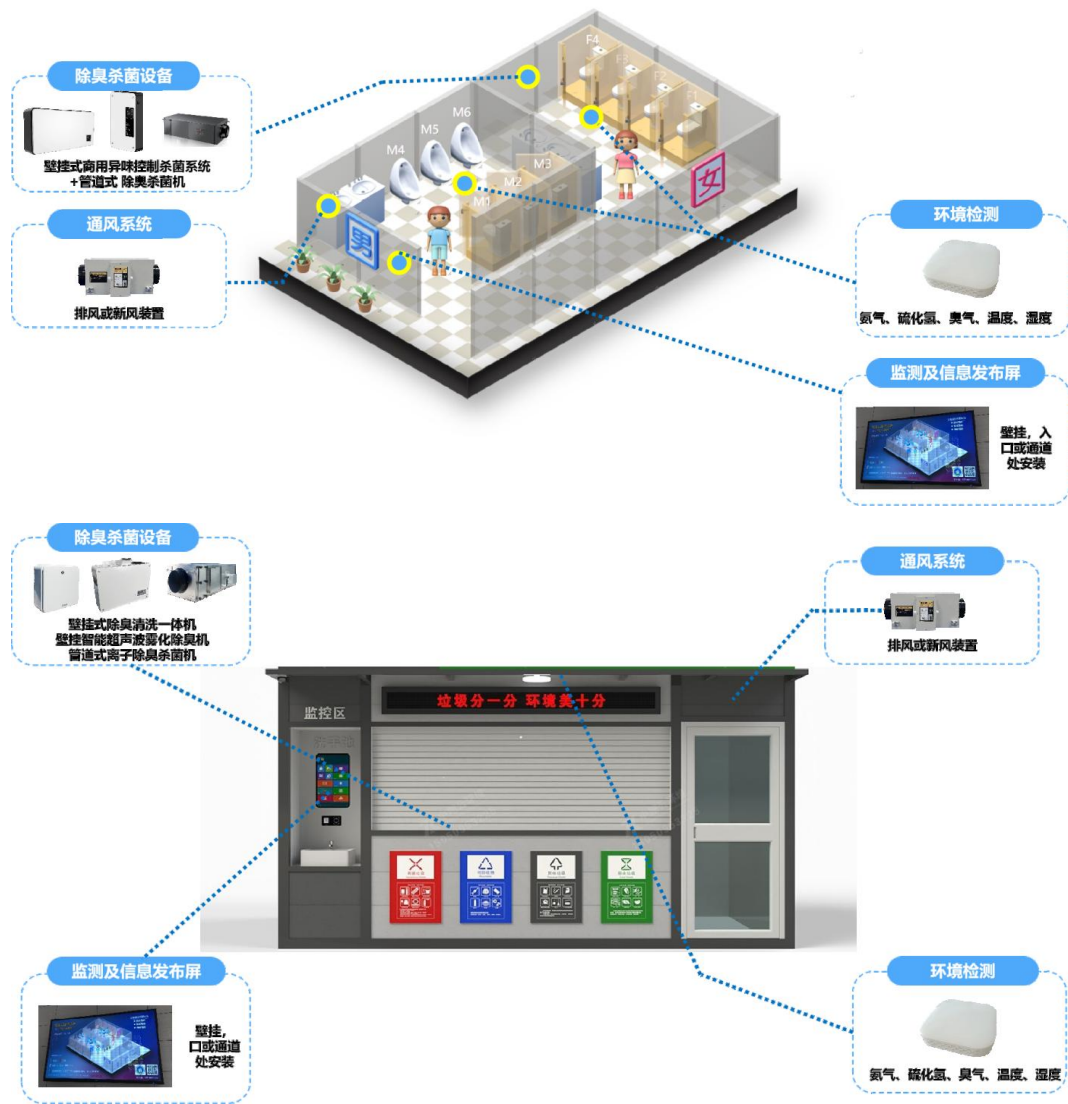 除臭杀菌设备
壁挂式商用异味控制杀菌系统
+管道式 除臭杀菌机
通风系统
排风或新风装置
F4
F3
F2
F1
M6
M5
M4
M3
M2
M1
男
女
环境检测
氨气、硫化氢、臭气、温度、湿度
监测及信息发布屏
壁挂，入
口或通道
处安装
除臭杀菌设备
壁挂式除臭清洗一体机
壁挂智能超声波雾化除臭机
管道式离子除臭杀菌机
通风系统
排风或新风装置
垃圾分一分 环境美十分
监控区
监测及信息发布屏
壁挂，
口或通道
处安装
环境检测
氨气、硫化氢、臭气、温度、湿度